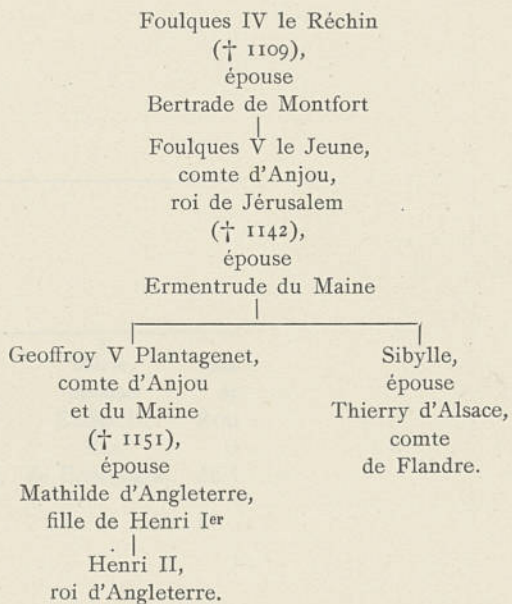 Foulques IV le Réchin
(† 1109),
épouse
Bertrade de Montfort
Foulques V le Jeune,
comte d'Anjou,
roi de Jérusalem
(† 1142),
épouse
Ermentrude du Maine
Geoffroy V Plantagenet,
comte d'Anjou
et du Maine
(† 1151),
épouse
Mathilde d'Angleterre,
fille de Henri Ier
Henri II,
roi d'Angleterre.
Sibylle,
épouse
Thierry d'Alsace,
comte
de Flandre.